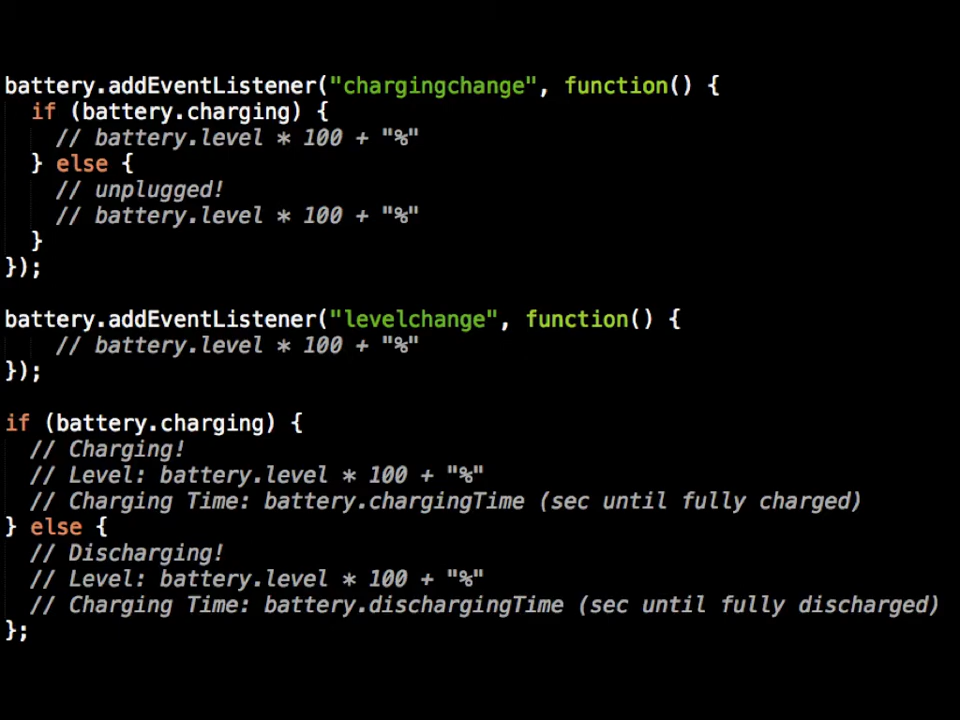 battery.addEventListener("chargingchange", function() {
if (battery.charging) {
// battery.level * 100 + "%"
} else {
// unplugged!
// battery.level * 100 + "%"
}
});
battery.addEventListener("levelchange", function() {
// battery.level * 100 + "%"
});
if (battery.charging) {
// Charging!
// Level: battery.level * 100 + "%"
// Charging Time: battery.chargingTime (sec until fully charged)
} else {
// Discharging!
// Level: battery.level * 100 + "%"
// Charging Time: battery.dischargingTime (sec until fully discharged)
};